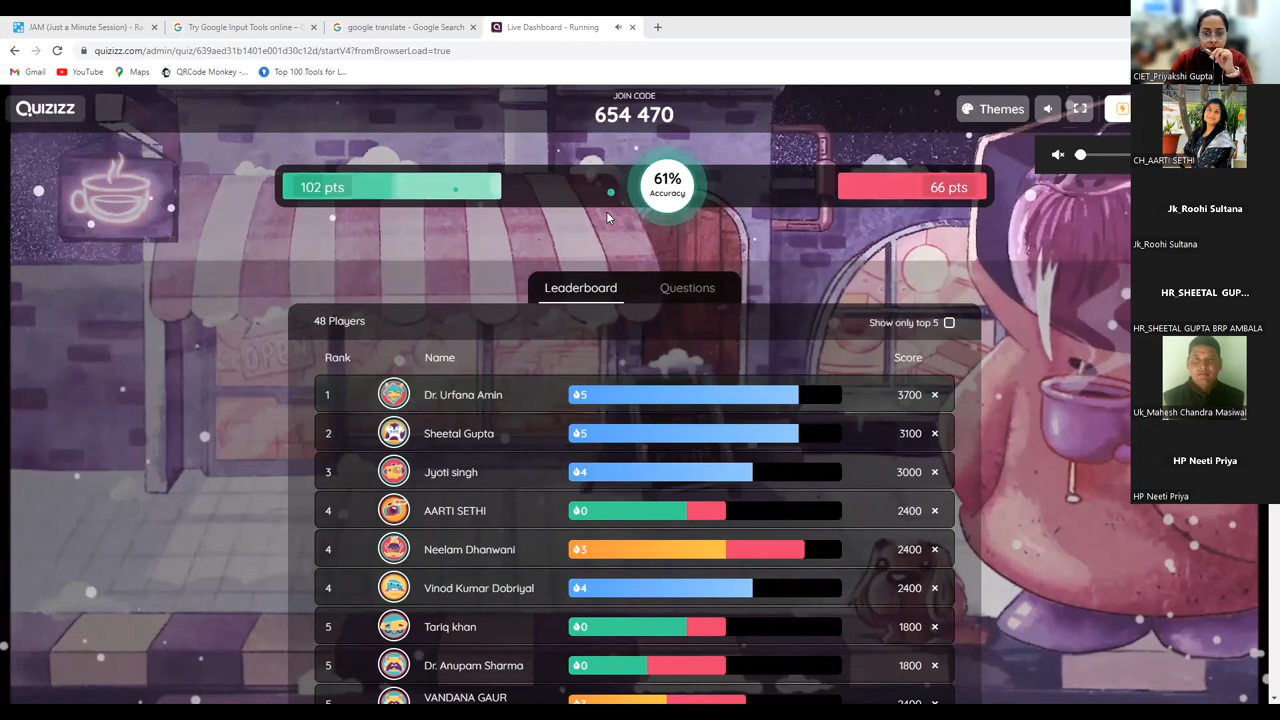 JAM (Just a Minute Session) - Ra
Try Google Input Tools online – G
google translate - Google Search
Live Dashboard - Running
quizizz.com/admin/quiz/639aed31b1401e001d30c12d/startV4?fromBrowserLoad=true
Gmail
YouTube
Maps
QRCode Monkey -...
Top 100 Tools for L...
Quizizz
JOIN CODE
654 470
Themes
102 pts
61%
Accuracy
66 pts
OPEN
Leaderboard
Questions
48 Players
Show only top 5
Rank Name Score
1 Dr. Urfana Amin 5 3700
2 Sheetal Gupta 5 3100
3 Jyoti singh 4 3000
4 AARTI SETHI 0 2400
4 Neelam Dhanwani 3 2400
4 Vinod Kumar Dobriyal 4 2400
5 Tariq khan 0 1800
5 Dr. Anupam Sharma 0 1800
VANDANA GAUR
CIET_Priyakshi Gupta
CH_AARTI SETHI
Jk_Roohi Sultana
Jk_Roohi Sultana
HR_SHEETAL GUP...
HR_SHEETAL GUPTA BRP AMBALA
Uk_Mahesh Chandra Masiwal
HP Neeti Priya
HP Neeti Priya